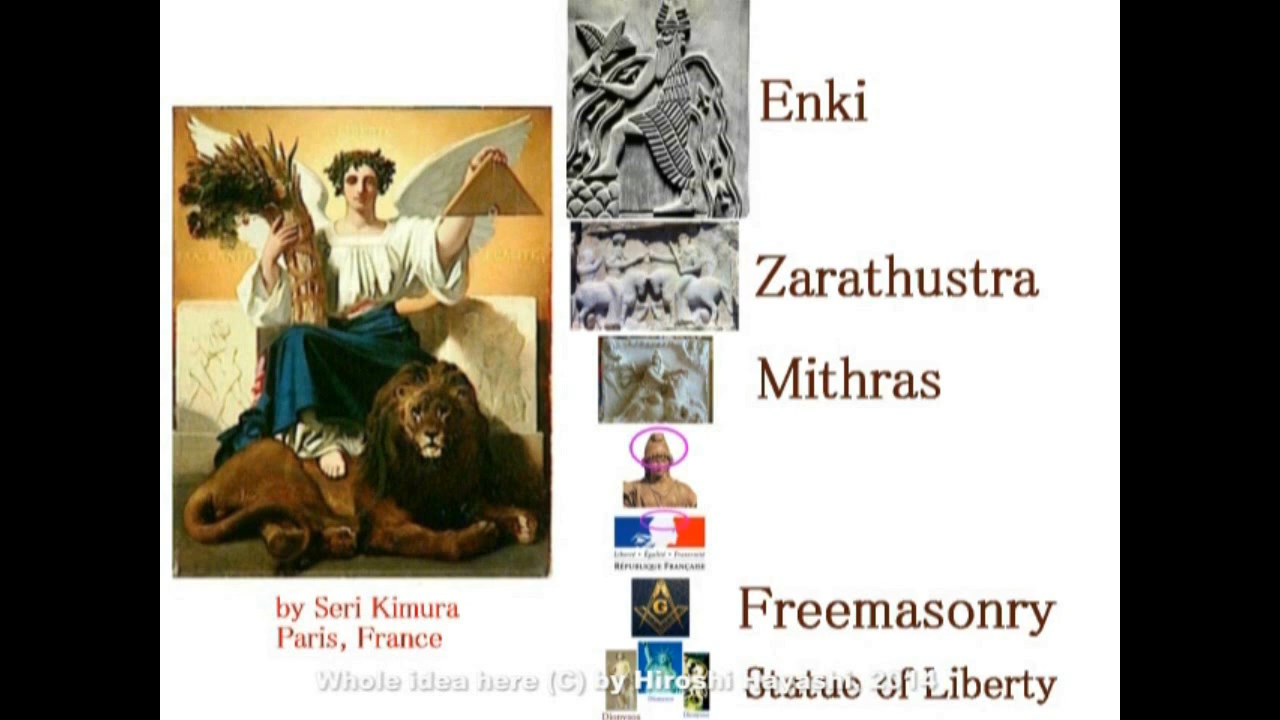 Enki
Zarathustra
Mithras
Liberté • Égalité • Fraternité
RÉPUBLIQUE FRANÇAISE
G
Freemasonry
by Seri Kimura
Paris, France
Statue of Liberty
Whole idea here (C) by Hiroshi Hayashi, 2014
Dionysus